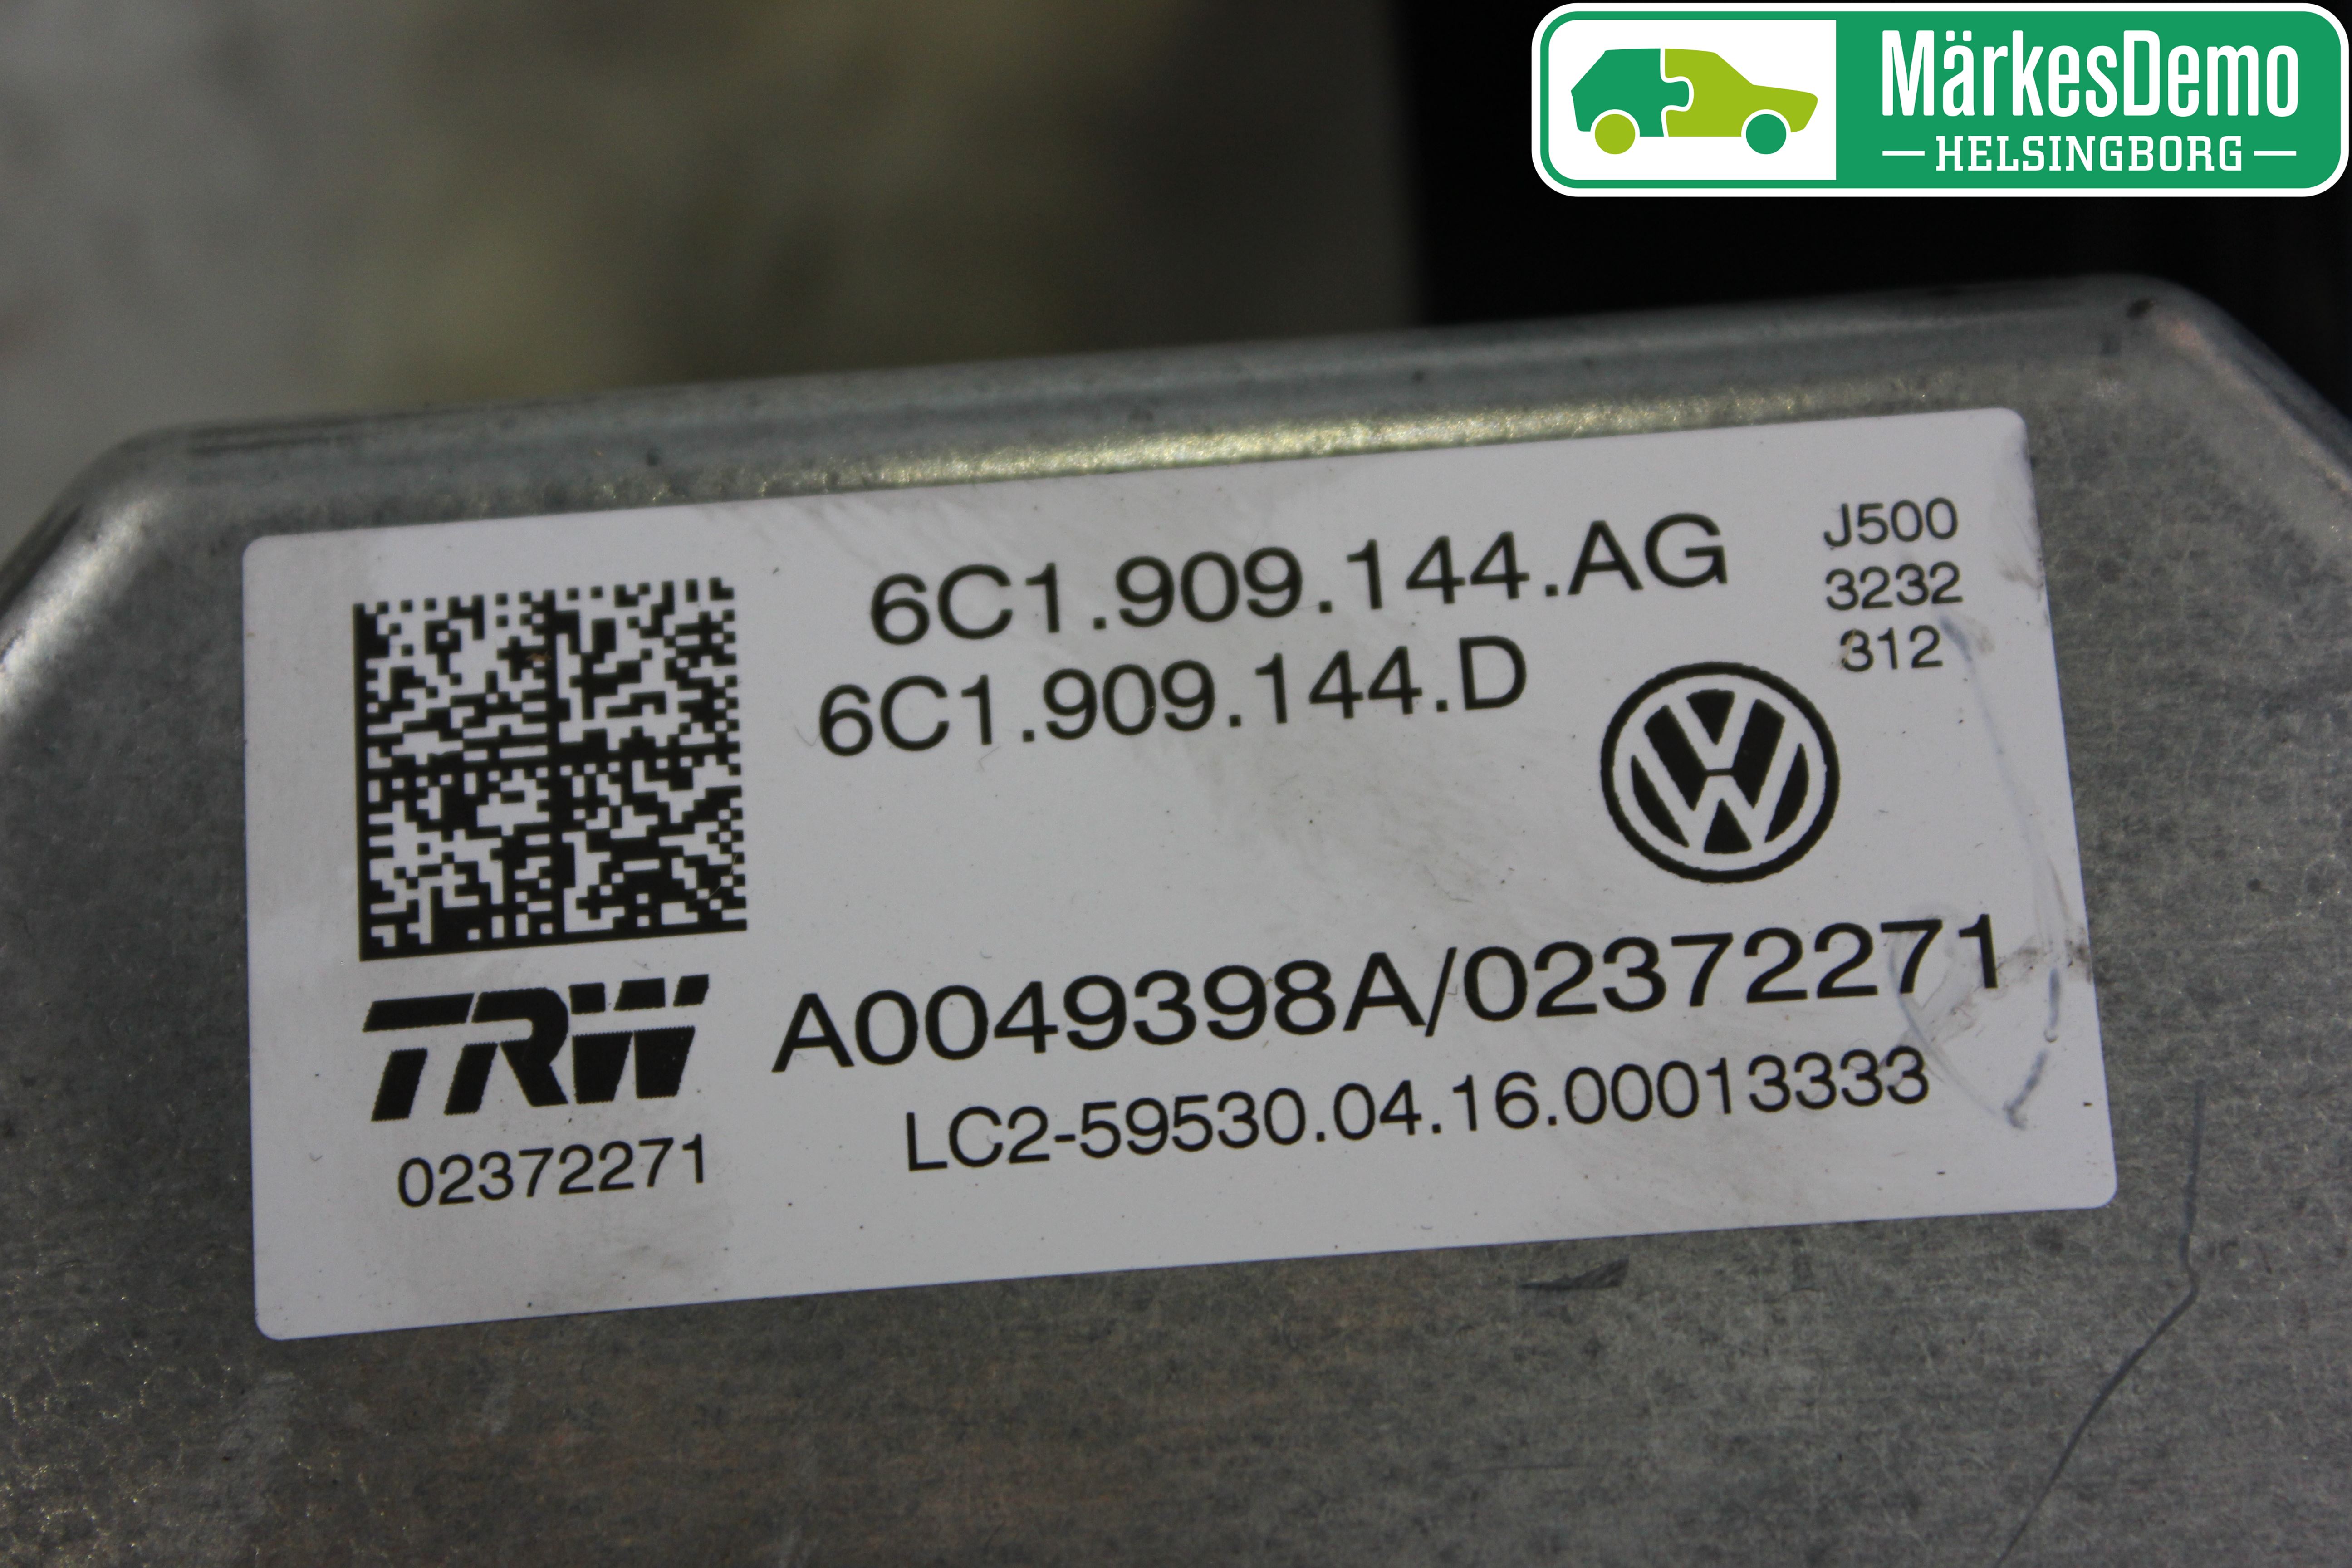 MärkesDemo
HELSINGBORG
6C1.909.144.AG
J500
3232
312
6C1.909.144.D
TRW
A0049398A/02372271
LC2-59530.04.16.00013333
02372271